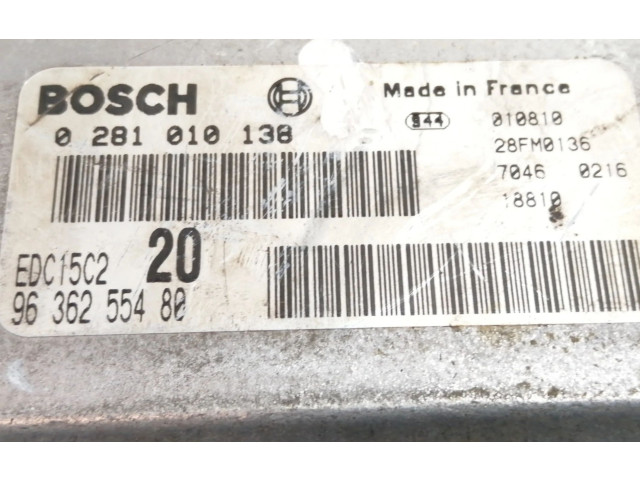 BOSCH
0 281 010 138
EDC15C2 20
96 362 554 80
Made in France
344 010810
28FM0136
7046 0216
18810